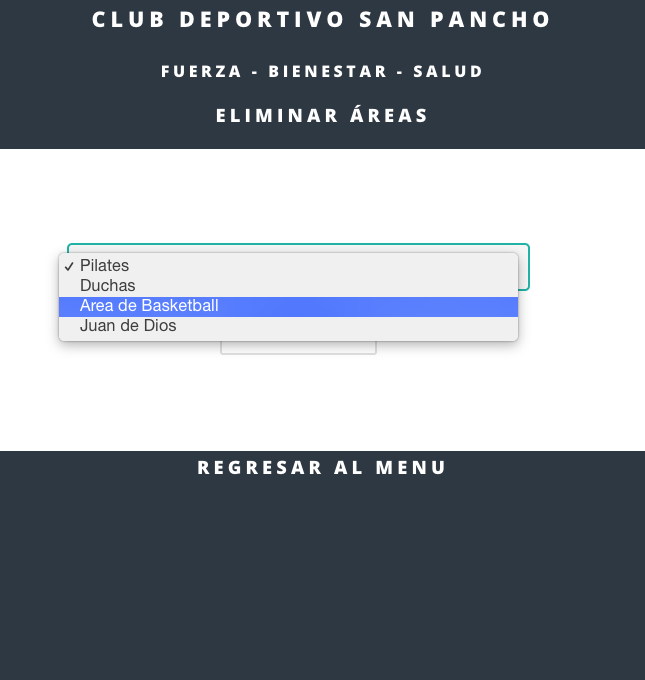 CLUB DEPORTIVO SAN PANCHO
FUERZA - BIENESTAR - SALUD
ELIMINAR ÁREAS
✓ Pilates
Duchas
Area de Basketball
Juan de Dios
REGRESAR AL MENU